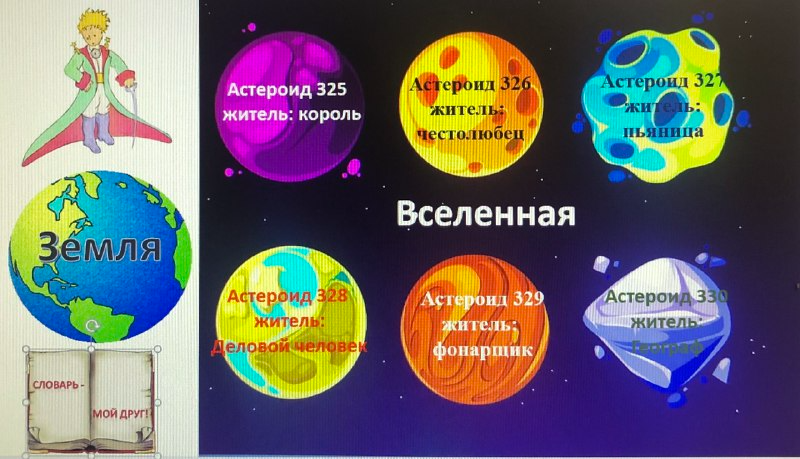 Земля
СЛОВАРЬ -
МОЙ ДРУГ!
Астероид 325
житель: король
Астероид 326
житель:
честолюбец
Астероид 327
житель:
пьяница
Вселенная
Астероид 328
житель:
Деловой человек
Астероид 329
житель:
фонарщик
Астероид 330
житель:
Географ